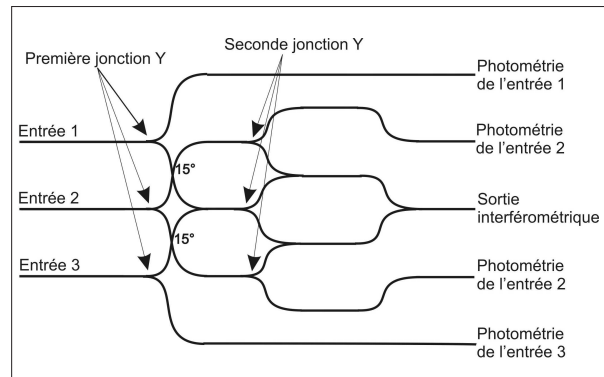 Première jonction Y
Seconde jonction Y
Photométrie
de l'entrée 1
Entrée 1
Photométrie
de l'entrée 2
15°
Entrée 2
Sortie
interférométrique
15°
Entrée 3
Photométrie
de l'entrée 2
Photométrie
de l'entrée 3